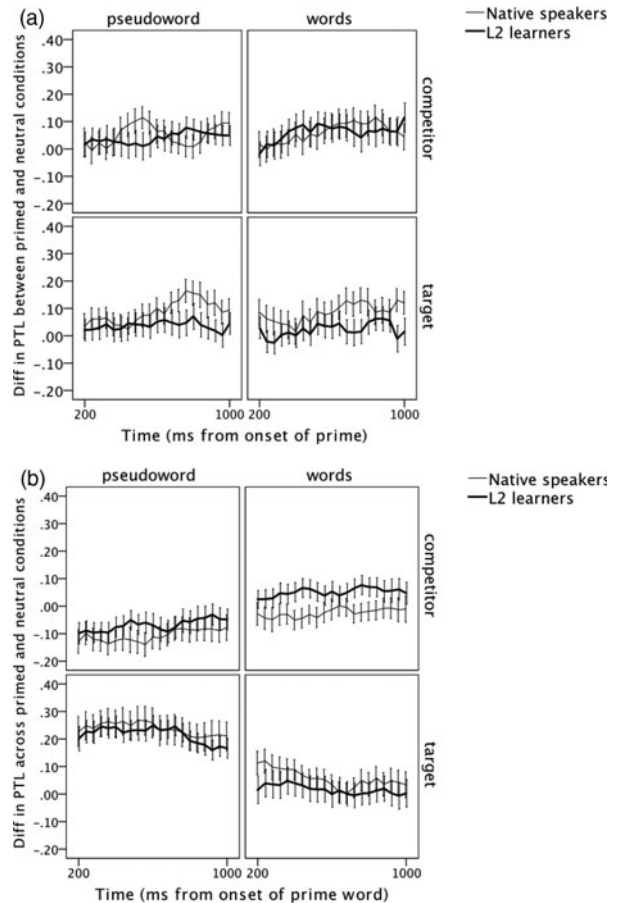 (a)
pseudoword
words
Native speakers
L2 learners
Diff in PTL between primed and neutral conditions
.40
.30
.20
.10
.00
-.10
-.20
competitor
.40
.30
.20
.10
.00
-.10
-.20
target
200
1000
200
1000
Time (ms from onset of prime)
(b)
pseudoword
words
Native speakers
L2 learners
Diff in PTL across primed and neutral conditions
.40
.30
.20
.10
.00
-.10
-.20
competitor
.40
.30
.20
.10
.00
-.20
target
200
1000
200
1000
Time (ms from onset of prime word)